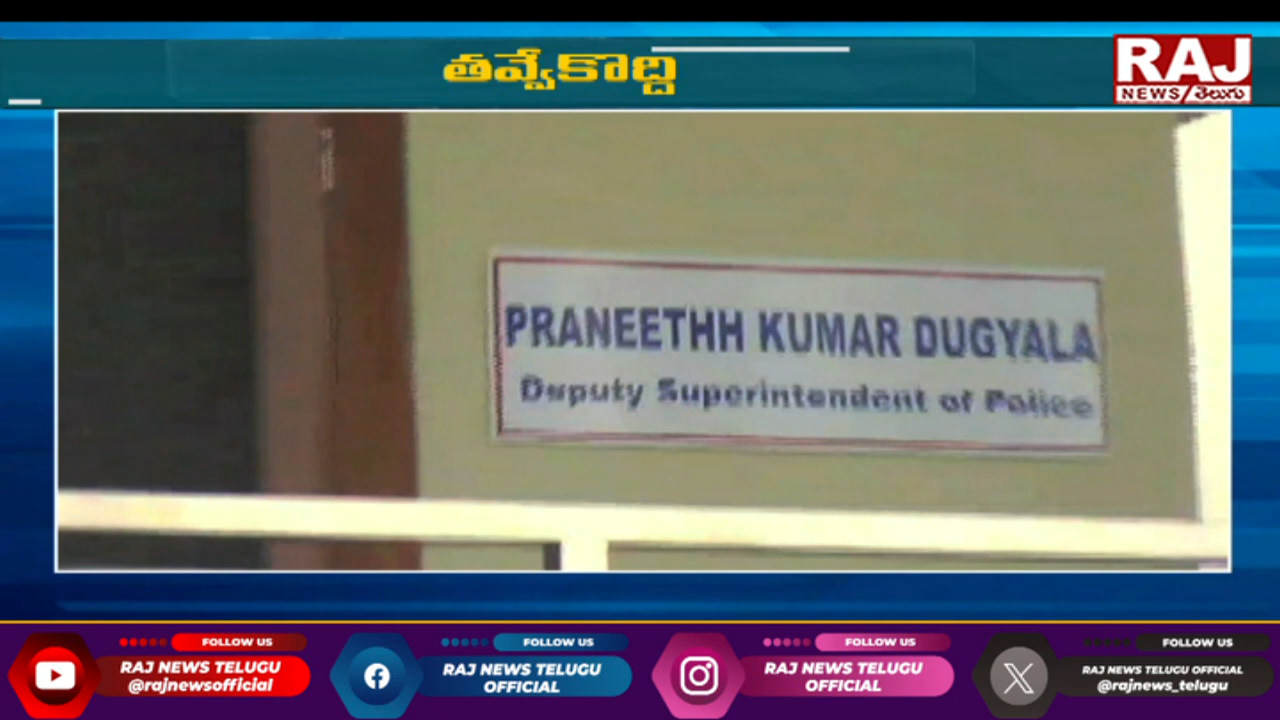 తవ్వేకొద్ది
RAJ
NEWS తెలుగు
PRANEETHH KUMAR DUGYALA
Deputy Superintendent of Police
FOLLOW US
RAJ NEWS TELUGU
@rajnewsofficial
FOLLOW US
RAJ NEWS TELUGU
OFFICIAL
FOLLOW US
RAJ NEWS TELUGU
OFFICIAL
FOLLOW US
RAJ NEWS TELUGU OFFICIAL
@rajnews_telugu